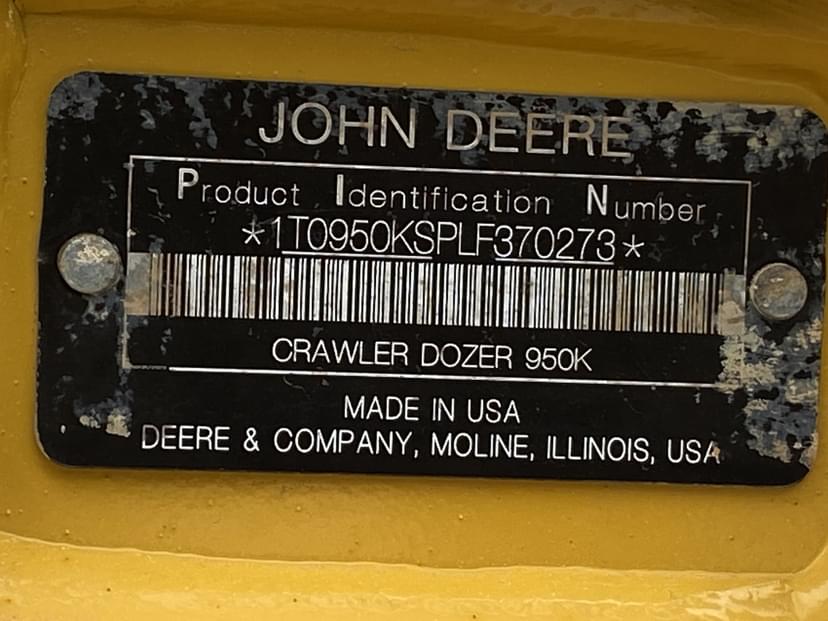 JOHN DEERE
Product Identification Number
*1T0950KSPLF370273*
CRAWLER DOZER 950K
MADE IN USA
DEERE & COMPANY, MOLINE, ILLINOIS, USA